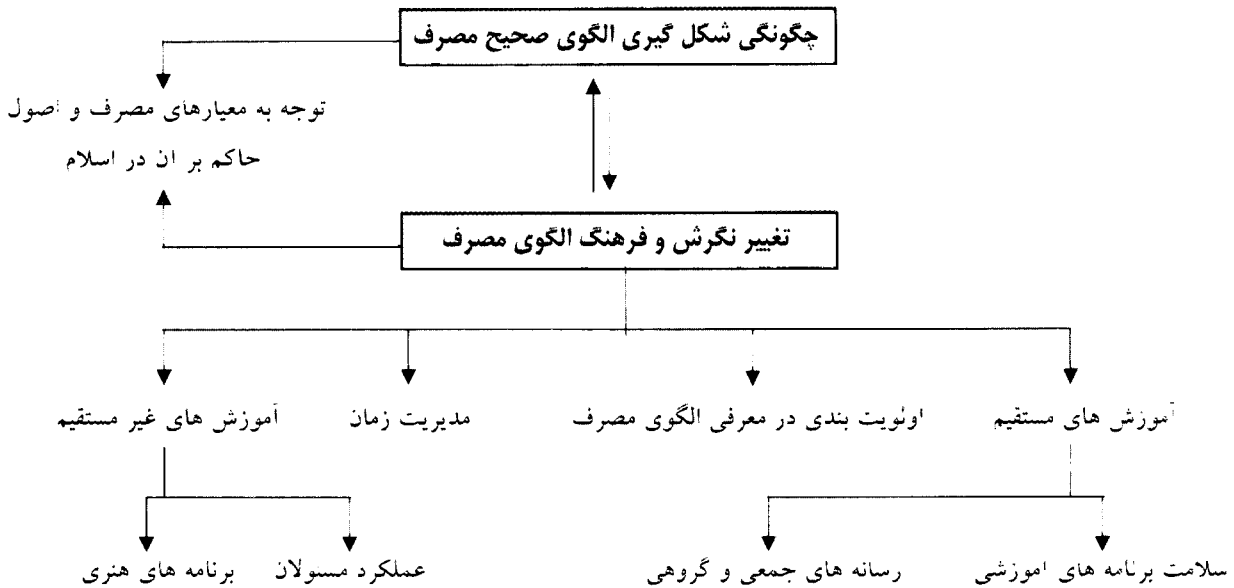 چگونگی شکل گیری الگوی صحیح مصرف
توجه به معیارهای مصرف و اصول
حاکم بر ان در اسلام
تغییر نگرش و فرهنگ الگوی مصرف
آموزش های مستقیم
اولویت بندی در معرفی الگوی مصرف
مدیریت زمان
آموزش های غیر مستقیم
سلامت برنامه های اموزشی
رسانه های جمعی و گروهی
عملکرد مسولان
برنامه های هنری